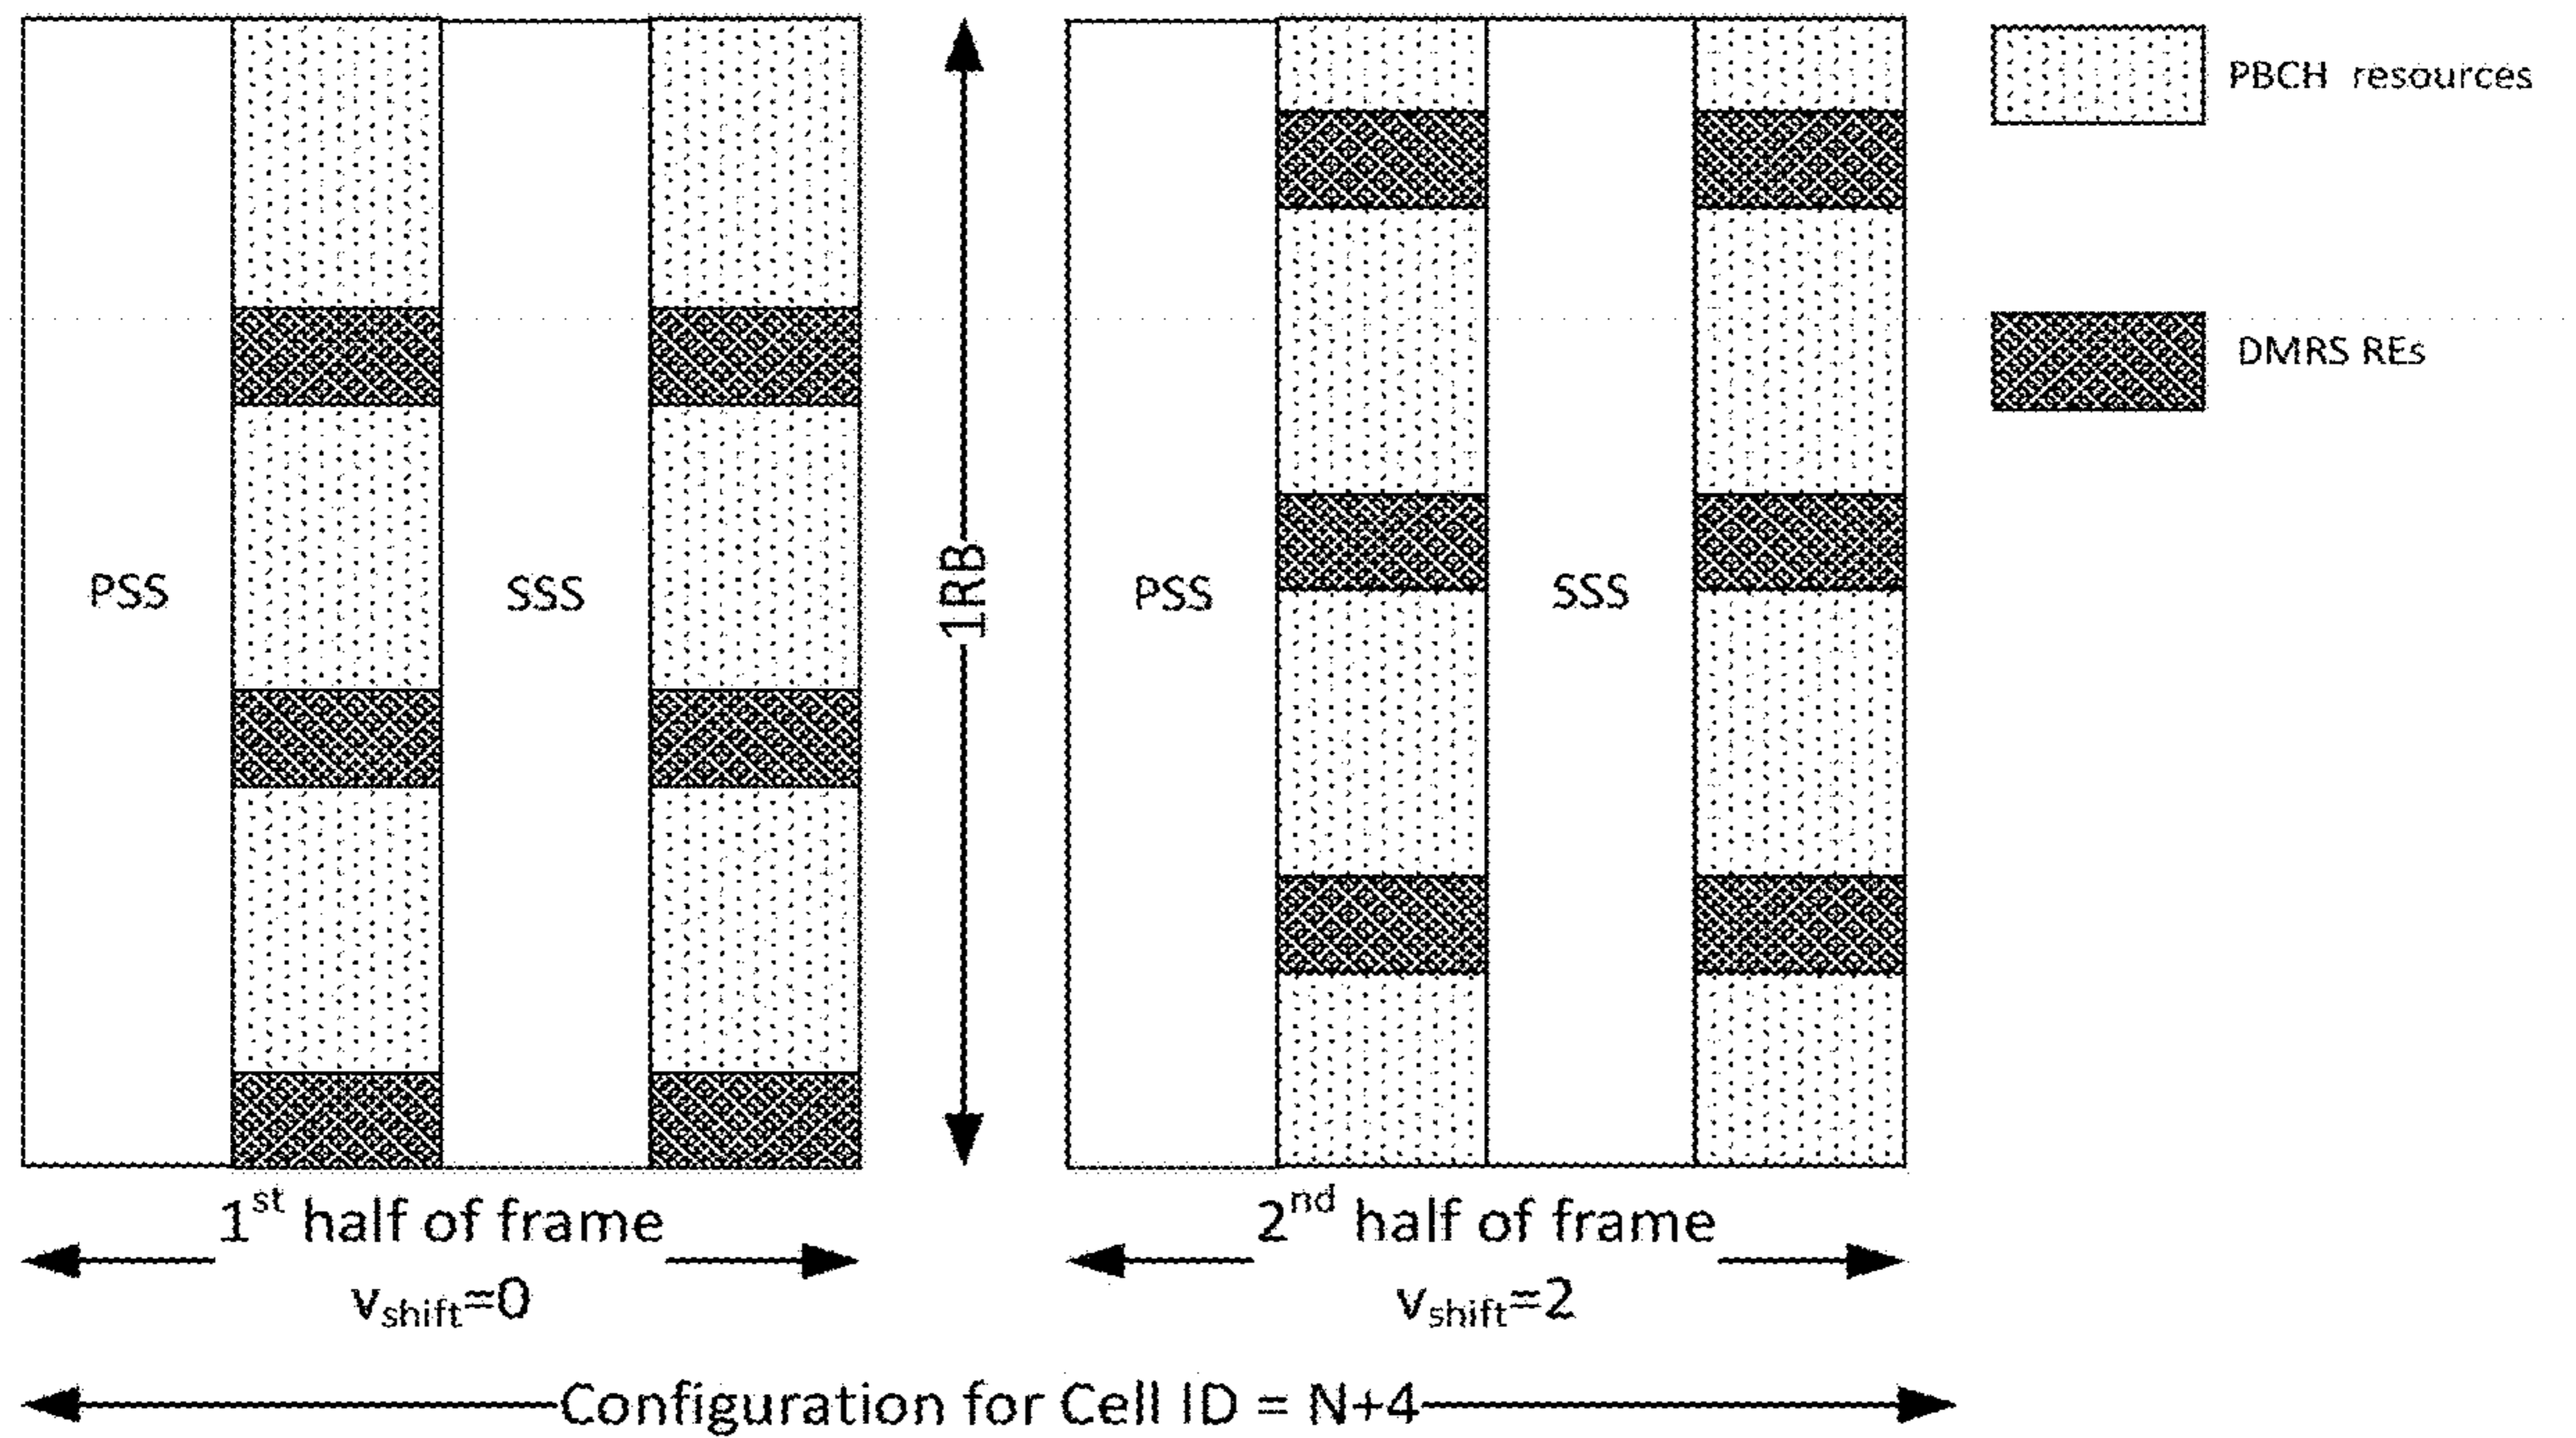 PBCH resources
DMRS REs
PSS
SSS
1RB
PSS
SSS
1st half of frame
vshift=0
2nd half of frame
vshift=2
Configuration for Cell ID = N+4